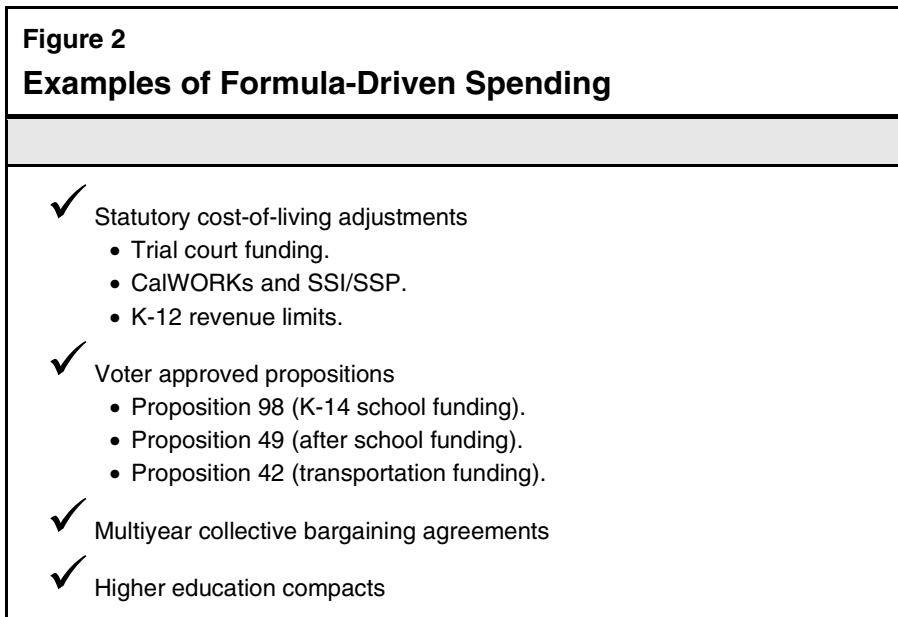 Figure 2
Examples of Formula-Driven Spending
Statutory cost-of-living adjustments
• Trial court funding.
• CalWORKs and SSI/SSP.
• K-12 revenue limits.
Voter approved propositions
• Proposition 98 (K-14 school funding).
• Proposition 49 (after school funding).
• Proposition 42 (transportation funding).
Multiyear collective bargaining agreements
Higher education compacts